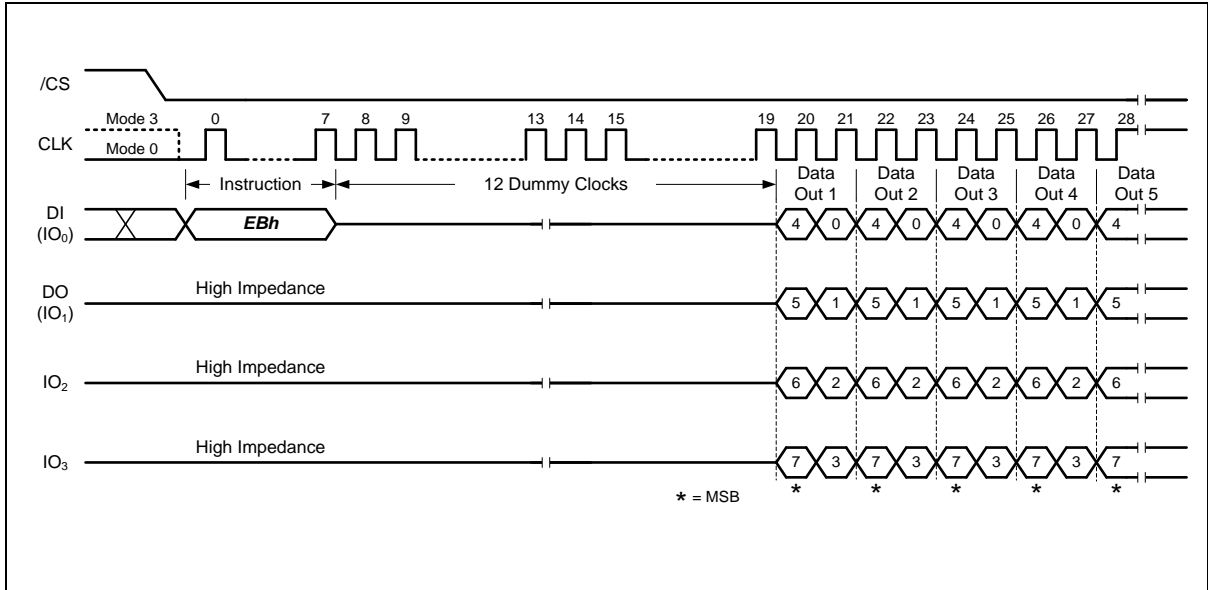 /CS
CLK
Mode 3
Mode 0
0 7 8 9 13 14 15 19 20 21 22 23 24 25 26 27 28
Instruction
12 Dummy Clocks
Data Out 1
Data Out 2
Data Out 3
Data Out 4
Data Out 5
DI
(IO0)
EBh
4 0 4 0 4 0 4 0 4
DO
(IO1)
High Impedance
5 1 5 1 5 1 5 1 5
IO2
High Impedance
6 2 6 2 6 2 6 2 6
IO3
High Impedance
7 3 7 3 7 3 7 3 7
* * * * *
* = MSB